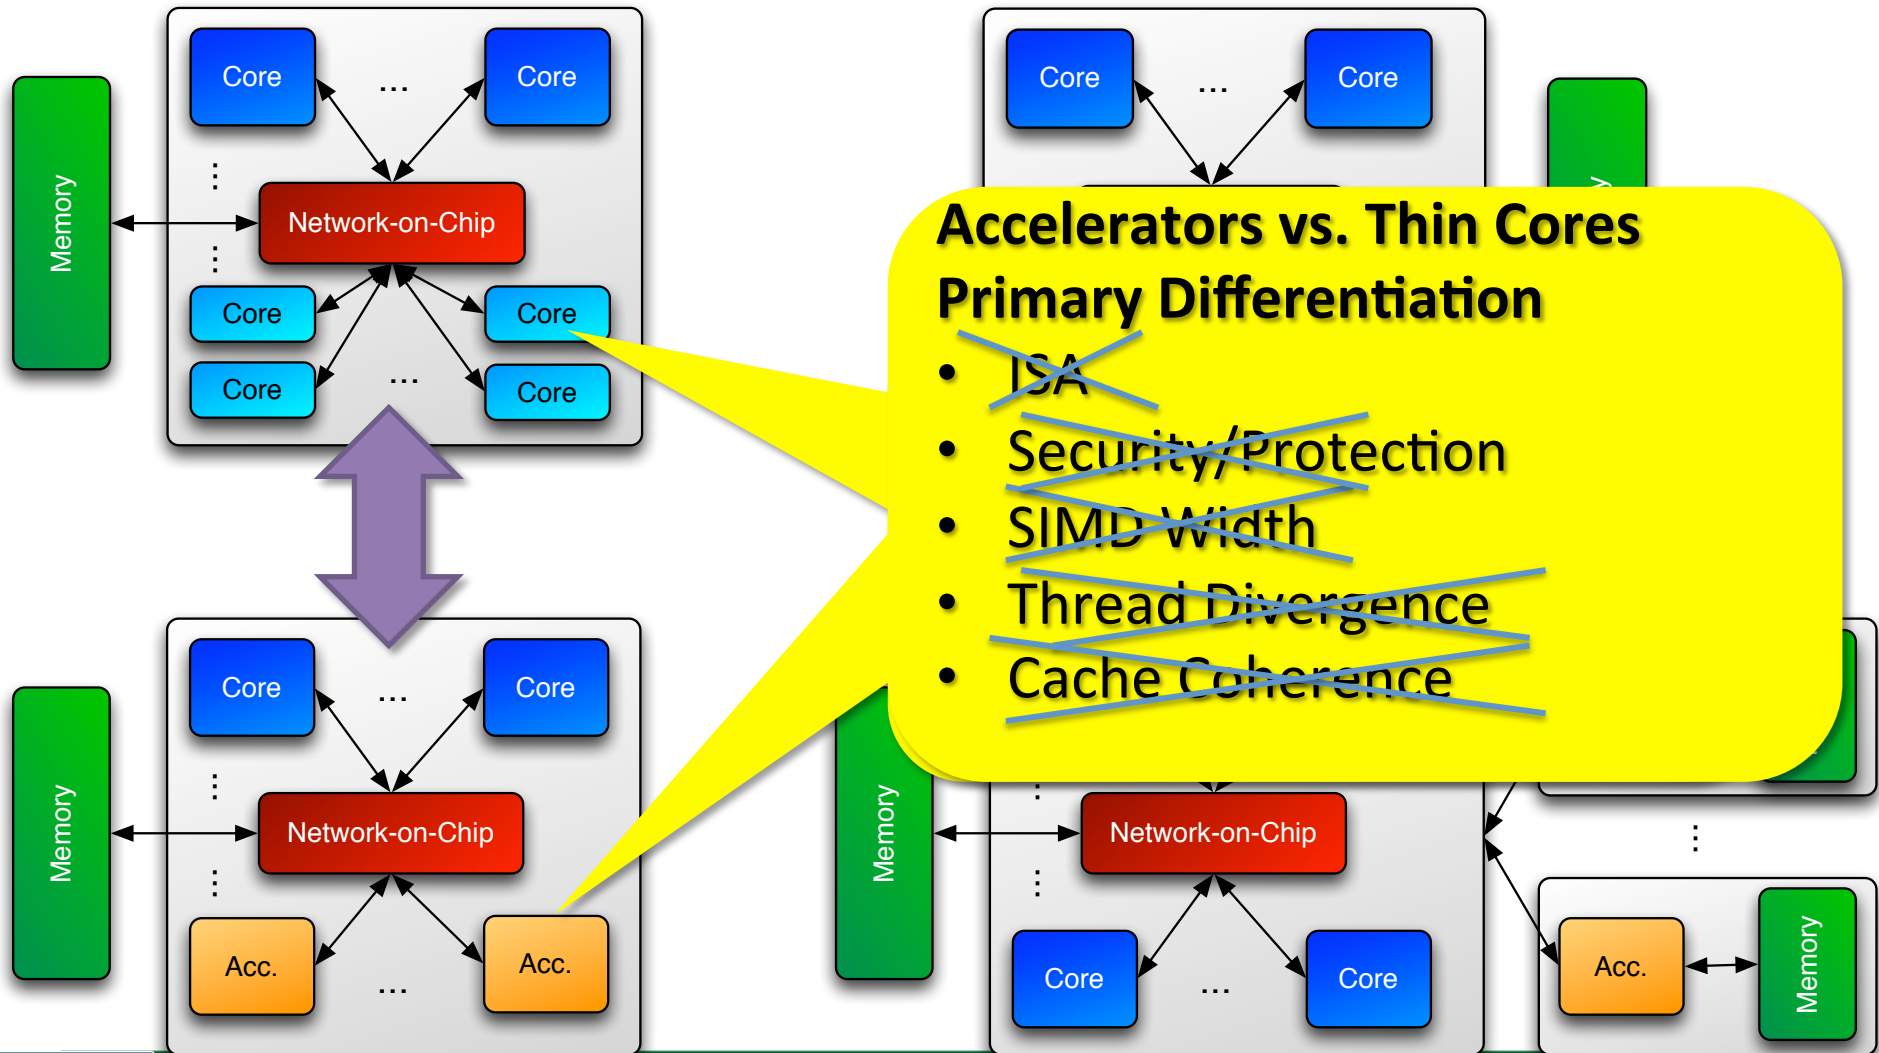 Core
...
Core
Memory
...
Network-on-Chip
...
Core
Core
Core
...
Core
Core
...
Core
Accelerators vs. Thin Cores
Primary Differentiation
• ISA
• Security/Protection
• SIMD Width
• Thread Divergence
• Cache Coherence
Core
...
Core
Memory
...
Network-on-Chip
...
Acc.
...
Acc.
Memory
...
Network-on-Chip
...
Core
...
Core
...
Acc.
Memory